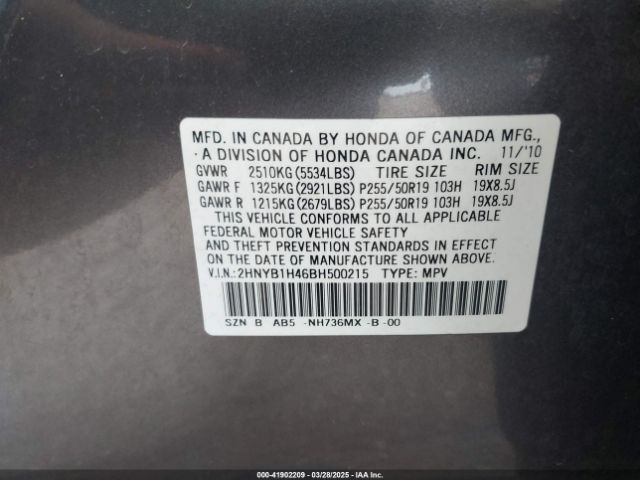 MFD. IN CANADA BY HONDA OF CANADA MFG.,
A DIVISION OF HONDA CANADA INC. 11/'10
GVWR 2510KG (5534LBS) TIRE SIZE RIM SIZE
GAWR F 1325KG (2921LBS) P255/50R19 103H 19X8.5J
GAWR R 1215KG (2679LBS) P255/50R19 103H 19X8.5J
THIS VEHICLE CONFORMS TO ALL APPLICABLE
FEDERAL MOTOR VEHICLE SAFETY
AND THEFT PREVENTION STANDARDS IN EFFECT
ON THE DATE OF MANUFACTURE SHOWN ABOVE.
V.I.N.: 2HNYB1H46BH500215 TYPE: MPV
SZN B AB5 -NH736MX -B -00
000-41902209 | 03/28/2025 | IAA, Inc.